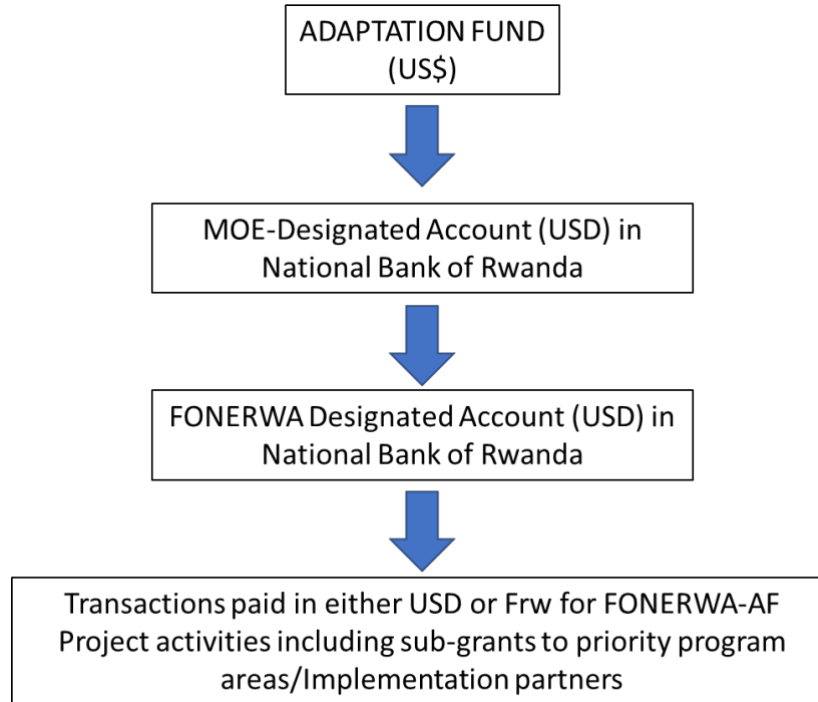 ADAPTATION FUND
(US$)
MOE-Designated Account (USD) in
National Bank of Rwanda
FONERWA Designated Account (USD) in
National Bank of Rwanda
Transactions paid in either USD or Frw for FONERWA-AF
Project activities including sub-grants to priority program
areas/Implementation partners